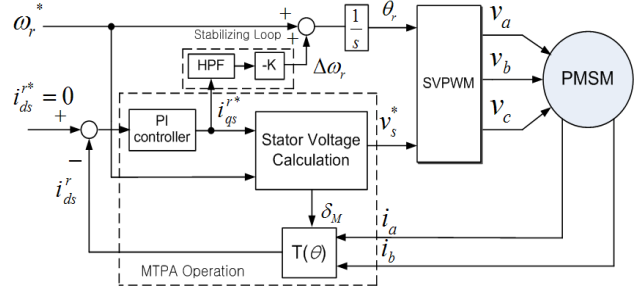 ω_r^*
Stabilizing Loop
HPF
-K
Δω_r
+
+
1/s
θ_r
SVPWM
v_a
v_b
v_c
PMSM
i_ds^r* = 0
+
−
i_ds^r
PI
controller
i_qs^r*
Stator Voltage
Calculation
v_s^*
δ_M
T(θ)
MTPA Operation
i_a
i_b